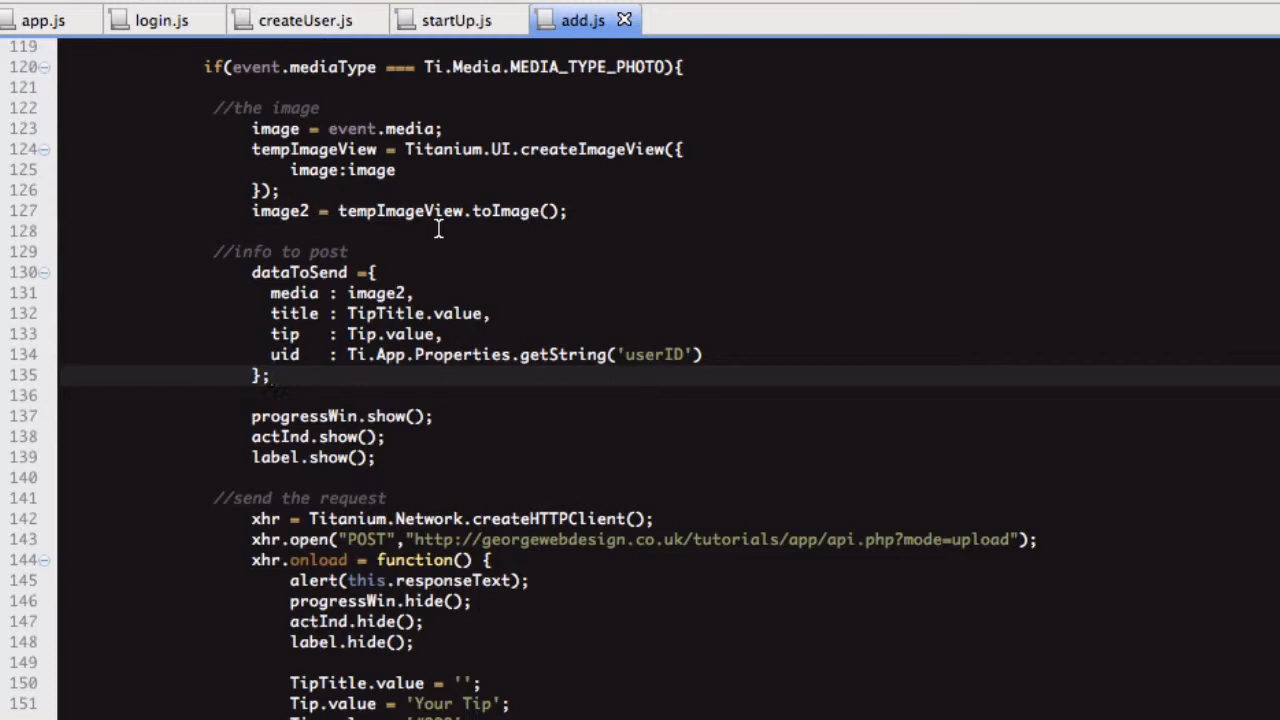 app.js login.js createUser.js startUp.js add.js
119
120 if(event.mediaType === Ti.Media.MEDIA_TYPE_PHOTO){
121
122 //the image
123 image = event.media;
124 tempImageView = Titanium.UI.createImageView({
125 image:image
126 });
127 image2 = tempImageView.toImage();
128
129 //info to post
130 dataToSend ={
131 media : image2,
132 title : TipTitle.value,
133 tip : Tip.value,
134 uid : Ti.App.Properties.getString('userID')
135 };
136
137 progressWin.show();
138 actInd.show();
139 label.show();
140
141 //send the request
142 xhr = Titanium.Network.createHTTPClient();
143 xhr.open("POST","http://georgewebdesign.co.uk/tutorials/app/api.php?mode=upload");
144 xhr.onload = function() {
145 alert(this.responseText);
146 progressWin.hide();
147 actInd.hide();
148 label.hide();
149
150 TipTitle.value = '';
151 Tip.value = 'Your Tip';